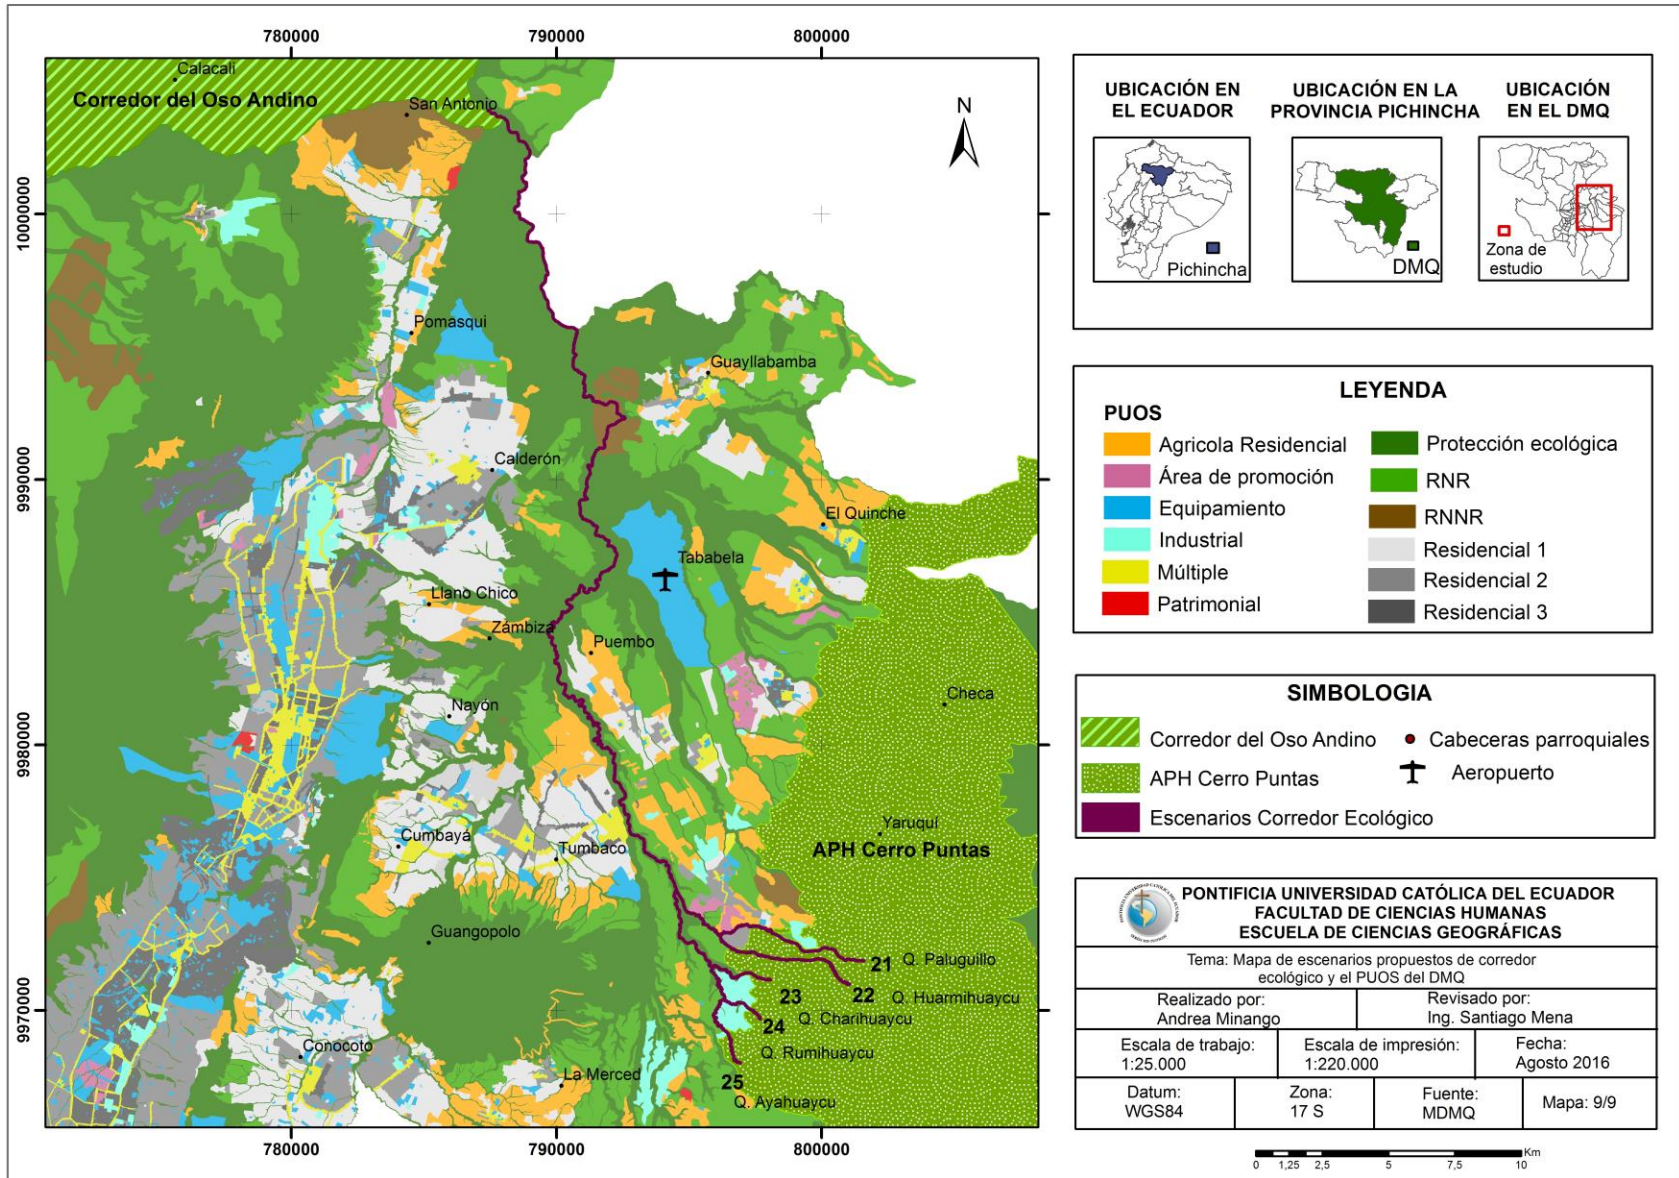 780000
790000
800000
Calacali
Corredor del Oso Andino
San Antonio
N
10000000
Pomasqui
Guayllabamba
9990000
Calderón
El Quinche
Tababela
Llano Chico
Zámbiza
Puembo
Checa
Nayón
9980000
Cumbayá
Tumbaco
Yaruquí
APH Cerro Puntas
Guangopolo
21 Q. Paluguillo
22 Q. Huarmihuaycu
23
Q. Charihuaycu
24
Q. Rumihuaycu
25
Q. Ayahuaycu
9970000
Conocoto
La Merced
780000
790000
800000
UBICACIÓN EN
EL ECUADOR
Pichincha
UBICACIÓN EN LA
PROVINCIA PICHINCHA
DMQ
UBICACIÓN
EN EL DMQ
Zona de
estudio
LEYENDA
PUOS
Agricola Residencial
Área de promoción
Equipamiento
Industrial
Múltiple
Patrimonial
Protección ecológica
RNR
RNNR
Residencial 1
Residencial 2
Residencial 3
SIMBOLOGIA
Corredor del Oso Andino
APH Cerro Puntas
Escenarios Corredor Ecológico
Cabeceras parroquiales
Aeropuerto
PONTIFICIA UNIVERSIDAD CATÓLICA DEL ECUADOR
FACULTAD DE CIENCIAS HUMANAS
ESCUELA DE CIENCIAS GEOGRÁFICAS
Tema: Mapa de escenarios propuestos de corredor
ecológico y el PUOS del DMQ
Realizado por:
Andrea Minango
Revisado por:
Ing. Santiago Mena
Escala de trabajo:
1:25.000
Escala de impresión:
1:220.000
Fecha:
Agosto 2016
Datum:
WGS84
Zona:
17 S
Fuente:
MDMQ
Mapa: 9/9
0 1,25 2,5 5 7,5 10 Km